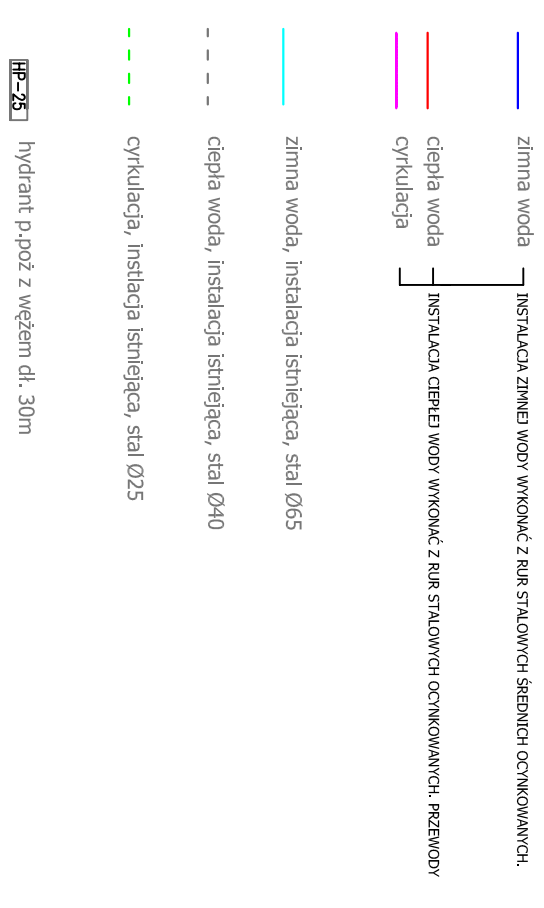 zimna woda
INSTALACJA ZIMNEJ WODY WYKONAĆ Z RUR STALOWYCH ŚREDNICH OCYNKOWANYCH.
ciepła woda
INSTALACJA CIEPŁEJ WODY WYKONAĆ Z RUR STALOWYCH OCYNKOWANYCH. PRZEWODY
cyrkulacja
zimna woda, instalacja istniejąca, stal Ø65
ciepła woda, instalacja istniejąca, stal Ø40
cyrkulacja, instlacja istniejąca, stal Ø25
HP-25 hydrant p.poż z wężem dł. 30m